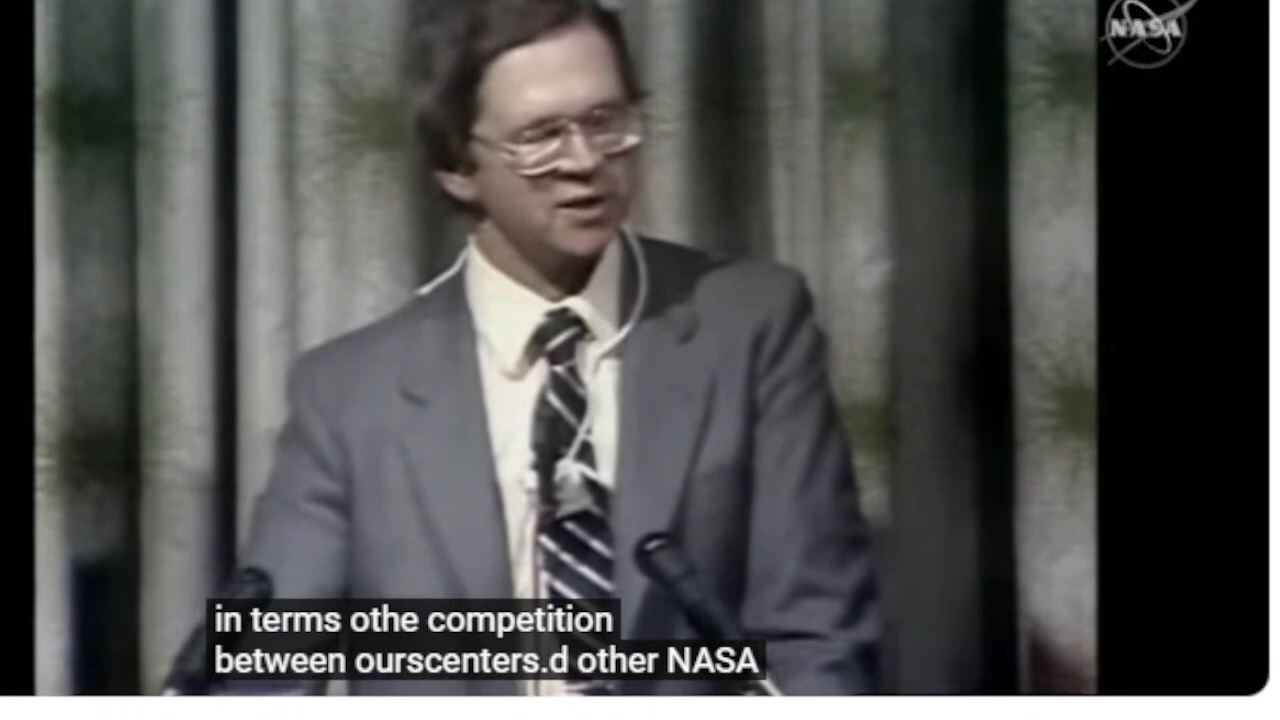 NASA
in terms othe competition
between ourscenters.d other NASA